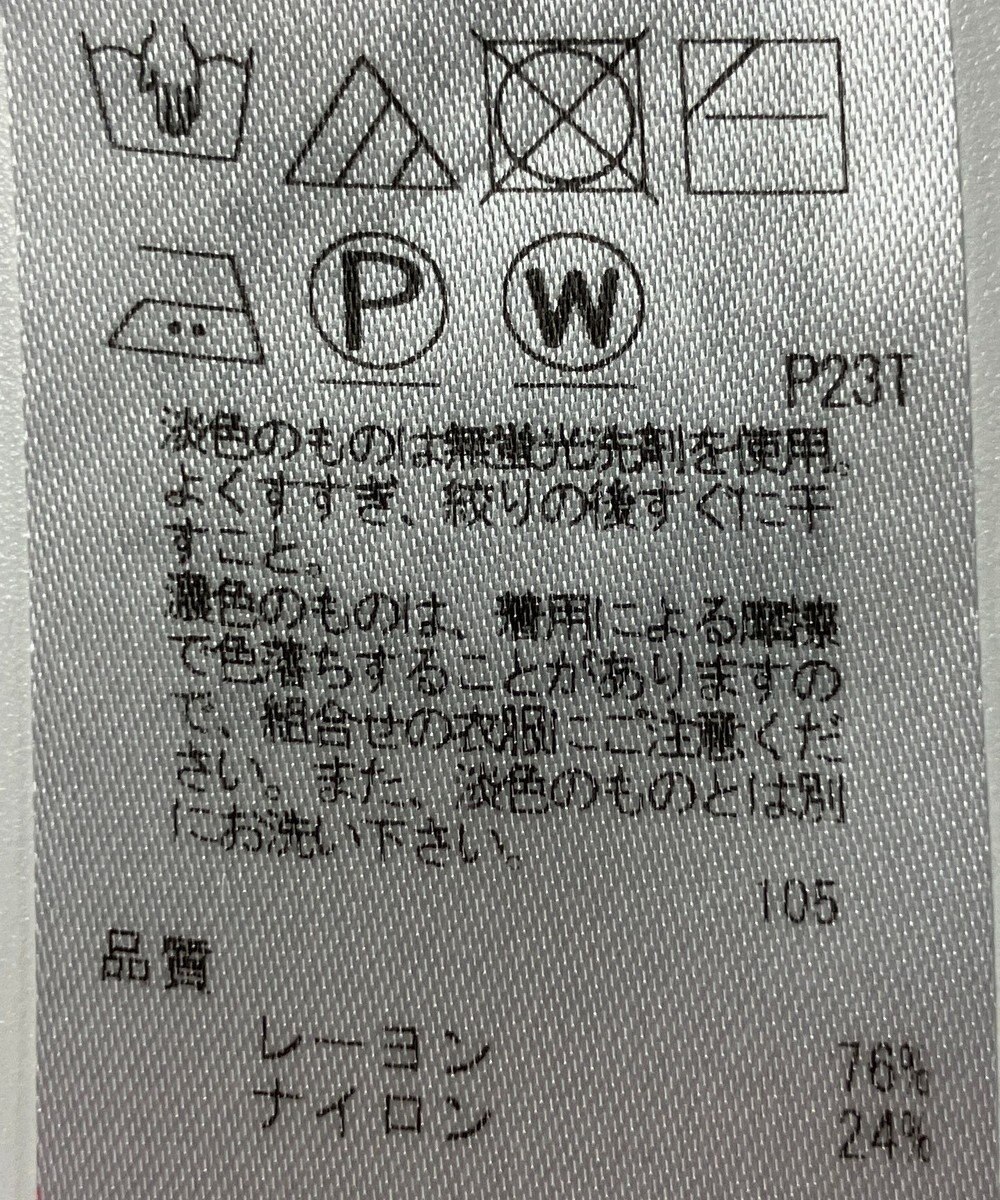 P
W
P23T
淡色のものは無蛍光洗剤を使用。
よくすすぎ、絞りの後すぐに干
すこと。
濃色のものは、着用による摩擦
で色落ちすることがありますの
で、組合せの衣服にご注意くだ
さい。また、淡色のものとは別
にお洗い下さい。
105
品質
レーヨン 76%
ナイロン 24%